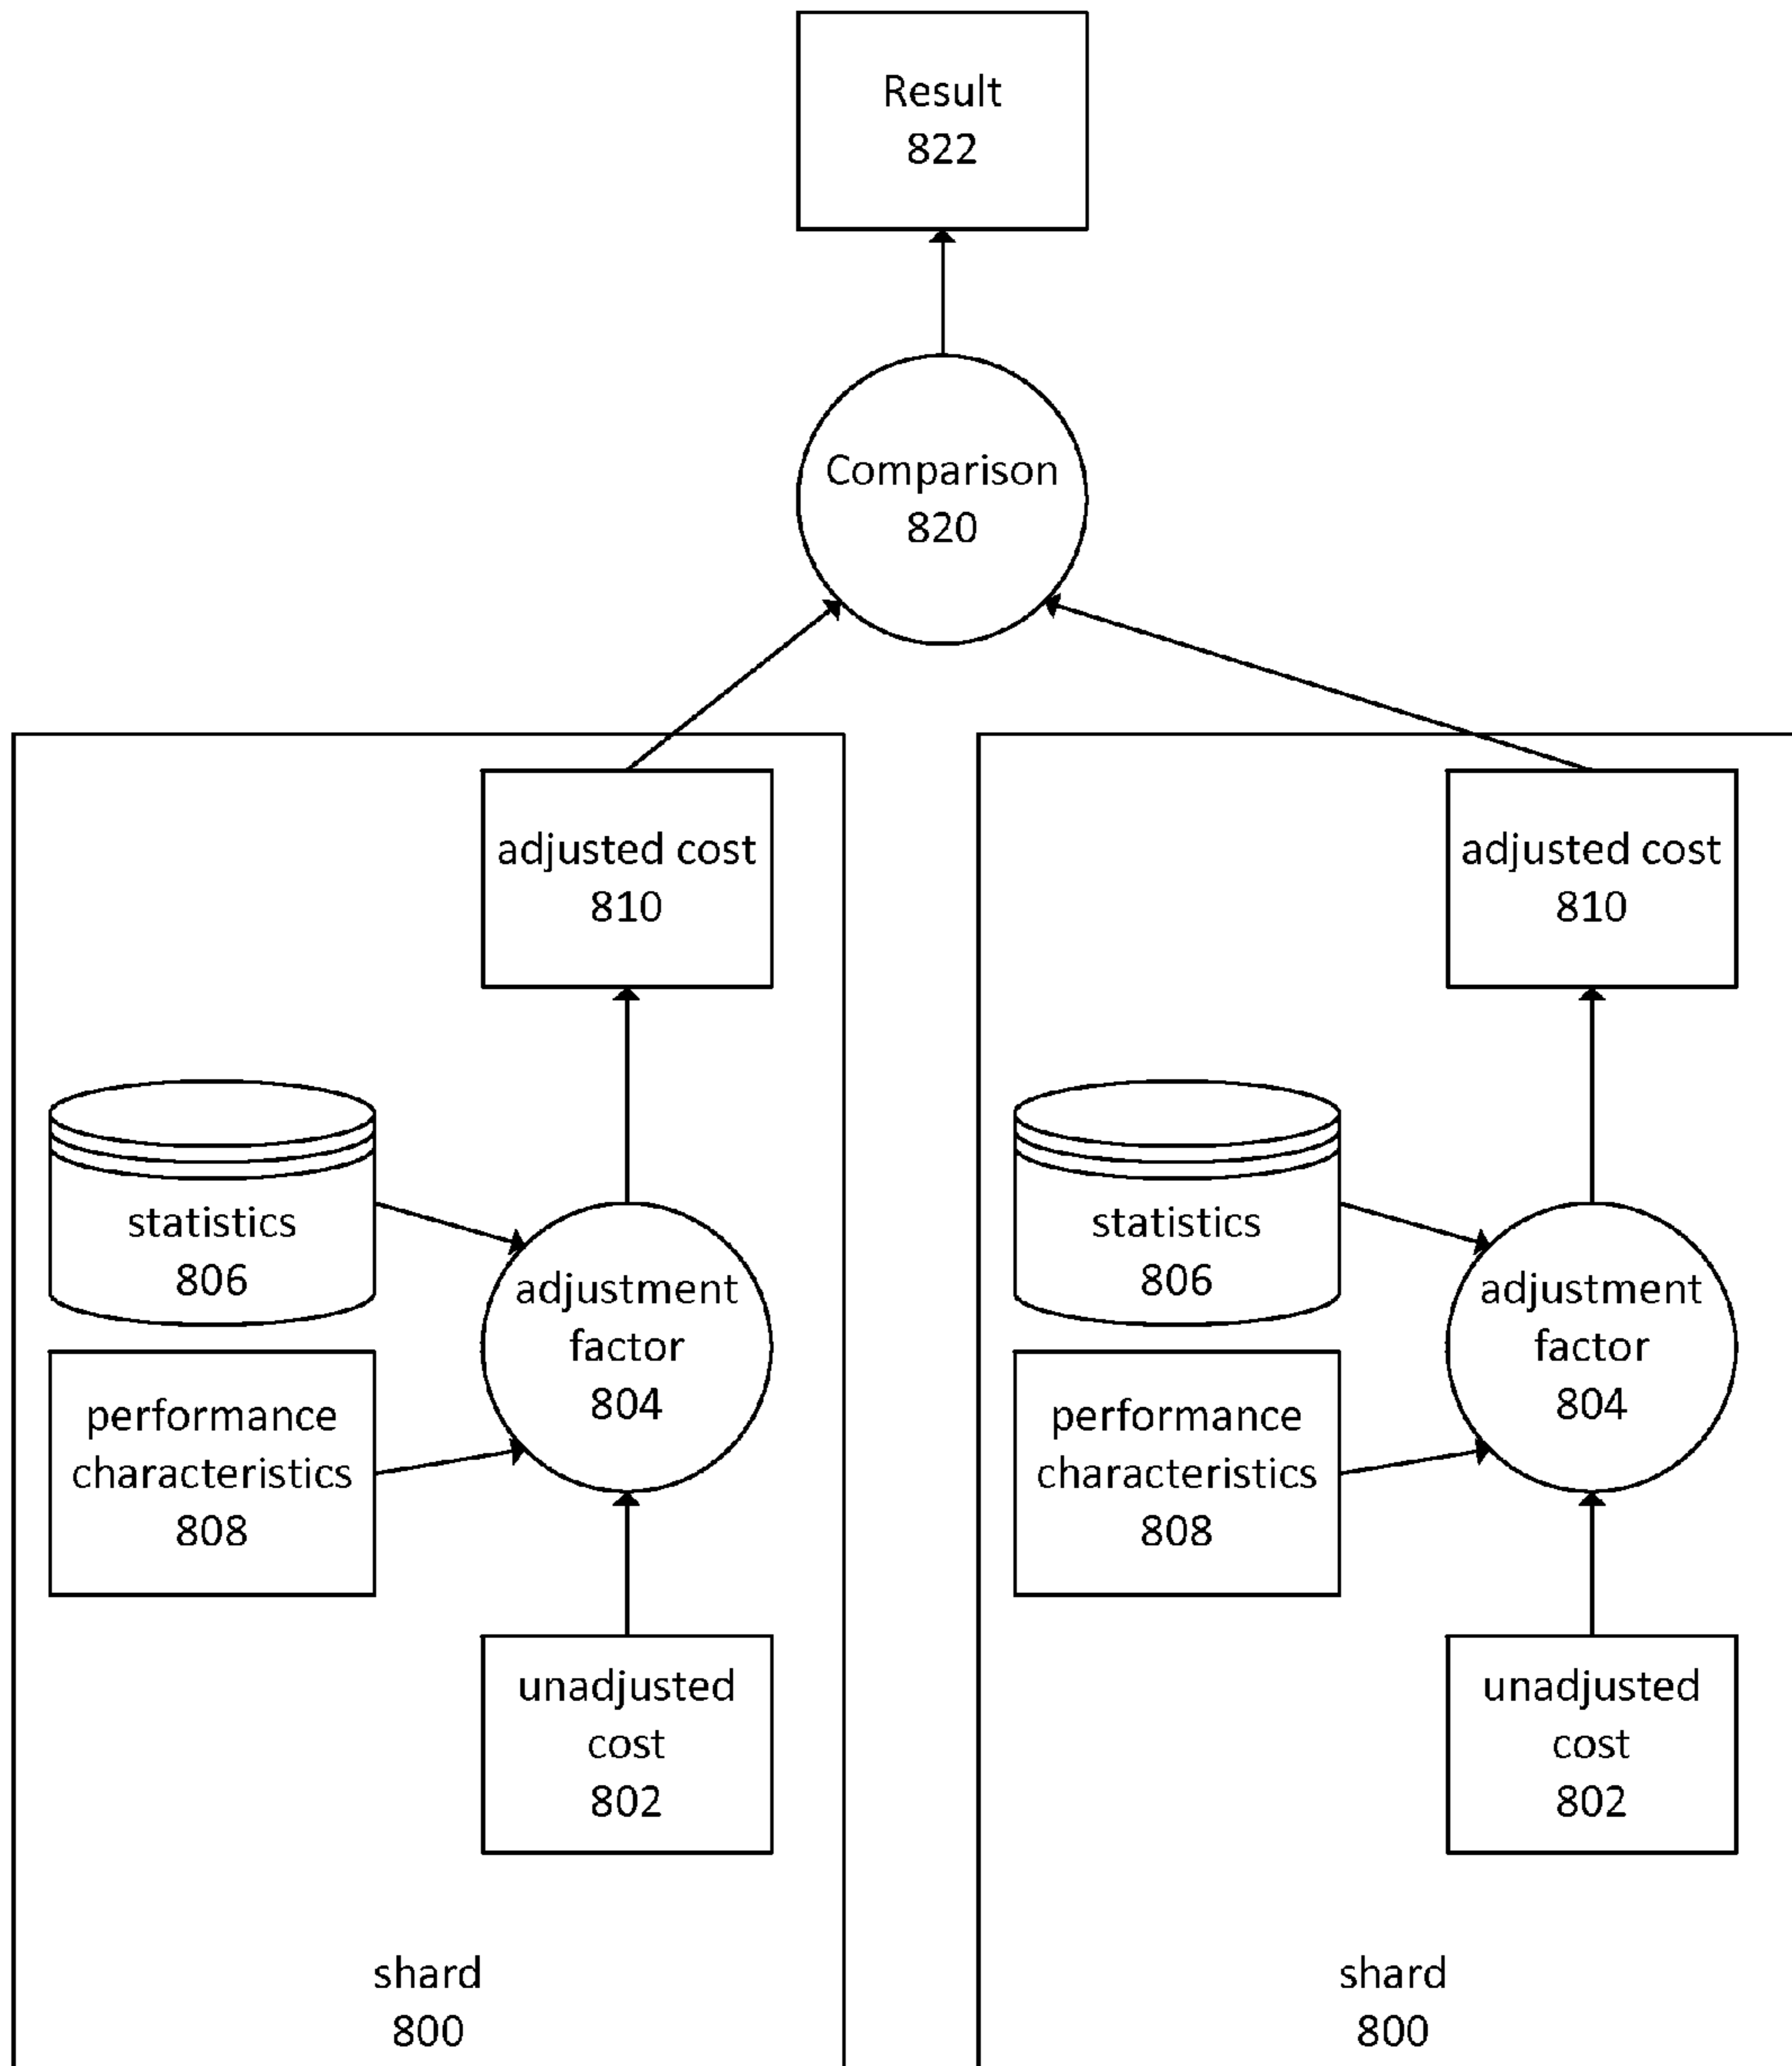 Result
822
Comparison
820
adjusted cost
810
statistics
806
adjustment
factor
804
performance
characteristics
808
unadjusted
cost
802
shard
800
adjusted cost
810
statistics
806
adjustment
factor
804
performance
characteristics
808
unadjusted
cost
802
shard
800